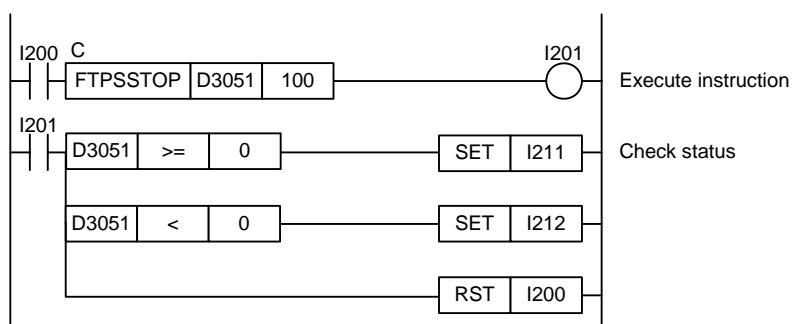 I200 C I201
FTPSSTOP D3051 100 Execute instruction
I201
D3051 >= 0 SET I211 Check status
D3051 < 0 SET I212
RST I200